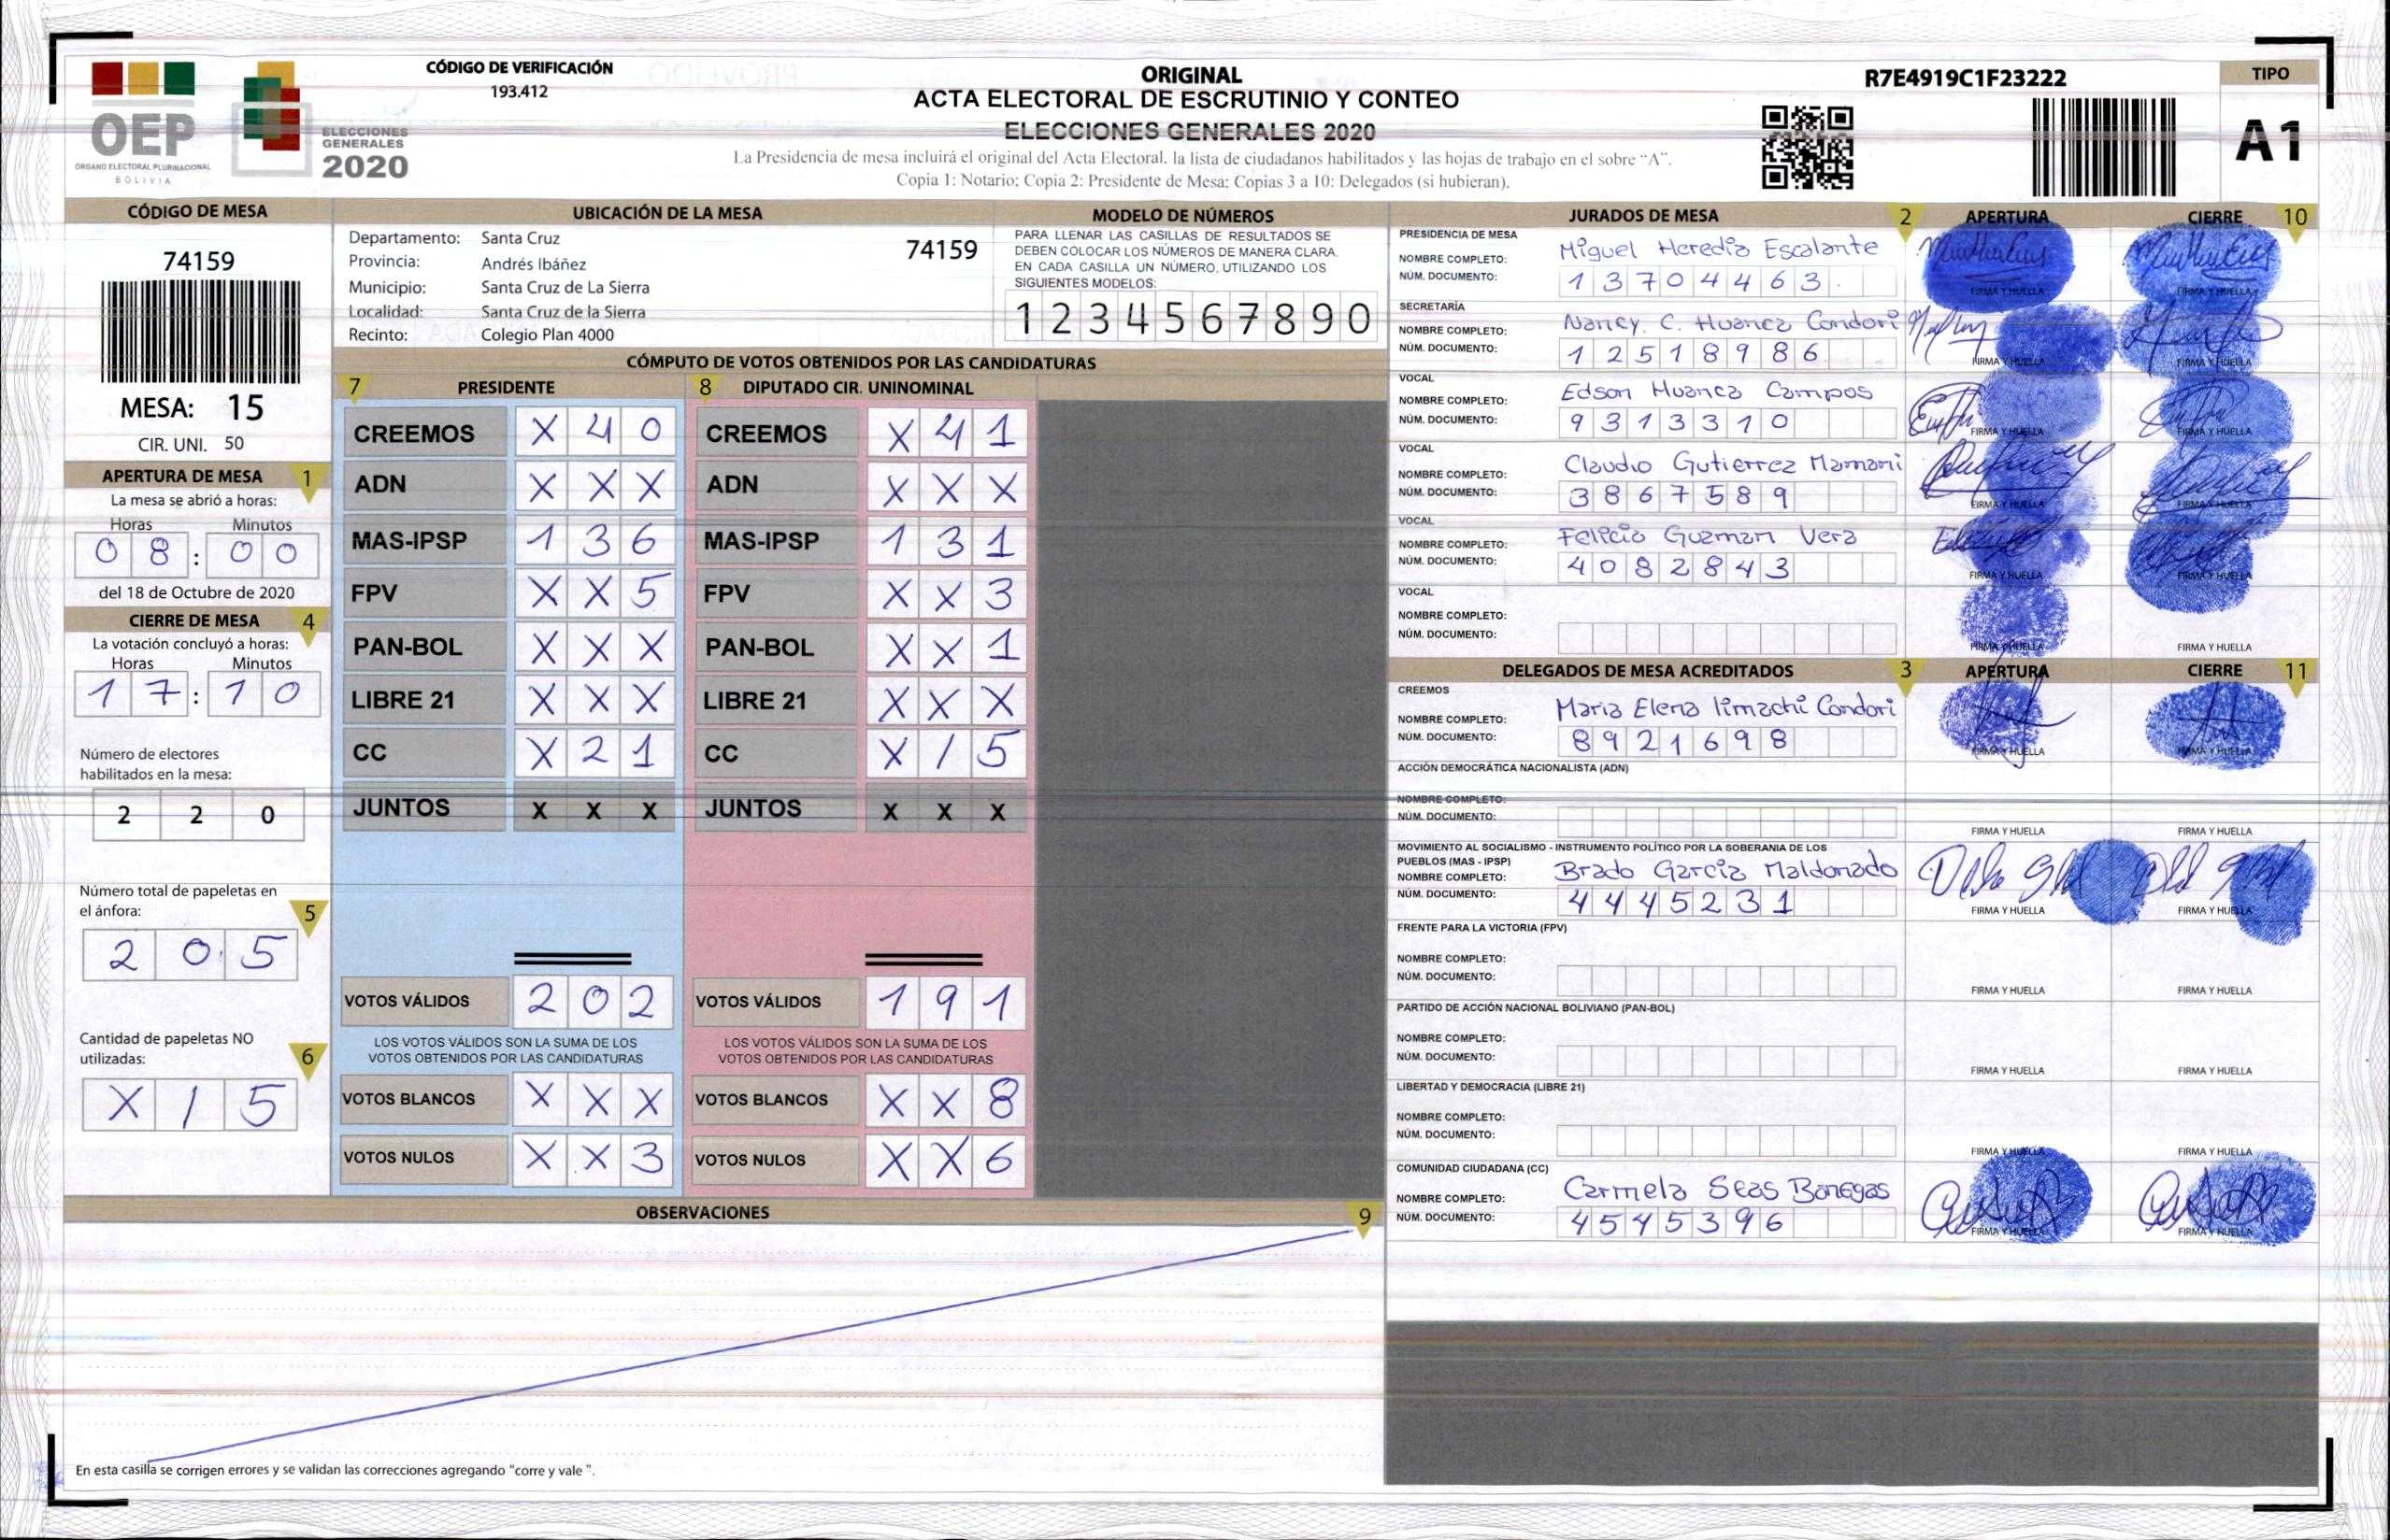 CÓDIGO DE VERIFICACIÓN
193.412
OEP
ÓRGANO ELECTORAL PLURINACIONAL
BOLIVIA
ELECCIONES
GENERALES
2020
ORIGINAL
ACTA ELECTORAL DE ESCRUTINIO Y CONTEO
ELECCIONES GENERALES 2020
La Presidencia de mesa incluirá el original del Acta Electoral, la lista de ciudadanos habilitados y las hojas de trabajo en el sobre “A”.
Copia 1: Notario; Copia 2: Presidente de Mesa; Copias 3 a 10: Delegados (si hubieran).
R7E4919C1F23222
TIPO
A1
CÓDIGO DE MESA
74159
MESA: 15
CIR. UNI. 50
APERTURA DE MESA 1
La mesa se abrió a horas:
Horas Minutos
0 8 : 0 0
del 18 de Octubre de 2020
CIERRE DE MESA 4
La votación concluyó a horas:
Horas Minutos
1 7 : 1 0
Número de electores
habilitados en la mesa:
2 2 0
Número total de papeletas en
el ánfora: 5
2 0 5
Cantidad de papeletas NO
utilizadas: 6
X 1 5
UBICACIÓN DE LA MESA
Departamento: Santa Cruz 74159
Provincia: Andrés Ibáñez
Municipio: Santa Cruz de La Sierra
Localidad: Santa Cruz de la Sierra
Recinto: Colegio Plan 4000
MODELO DE NÚMEROS
PARA LLENAR LAS CASILLAS DE RESULTADOS SE
DEBEN COLOCAR LOS NÚMEROS DE MANERA CLARA.
EN CADA CASILLA UN NÚMERO, UTILIZANDO LOS
SIGUIENTES MODELOS:
1 2 3 4 5 6 7 8 9 0
CÓMPUTO DE VOTOS OBTENIDOS POR LAS CANDIDATURAS
7 PRESIDENTE 8 DIPUTADO CIR. UNINOMINAL
CREEMOS X 4 0 CREEMOS X 4 1
ADN X X X ADN X X X
MAS-IPSP 1 3 6 MAS-IPSP 1 3 1
FPV X X 5 FPV X X 3
PAN-BOL X X X PAN-BOL X X 1
LIBRE 21 X X X LIBRE 21 X X X
CC X 2 1 CC X 1 5
JUNTOS X X X JUNTOS X X X
VOTOS VÁLIDOS 2 0 2 VOTOS VÁLIDOS 1 9 1
LOS VOTOS VÁLIDOS SON LA SUMA DE LOS LOS VOTOS VÁLIDOS SON LA SUMA DE LOS
VOTOS OBTENIDOS POR LAS CANDIDATURAS VOTOS OBTENIDOS POR LAS CANDIDATURAS
VOTOS BLANCOS X X X VOTOS BLANCOS X X 8
VOTOS NULOS X X 3 VOTOS NULOS X X 6
OBSERVACIONES 9
En esta casilla se corrigen errores y se validan las correcciones agregando "corre y vale ".
JURADOS DE MESA 2 APERTURA CIERRE 10
PRESIDENCIA DE MESA
NOMBRE COMPLETO: Miguel Heredia Escalante
NÚM. DOCUMENTO: 1 3 7 0 4 4 6 3 FIRMA Y HUELLA FIRMA Y HUELLA
SECRETARÍA
NOMBRE COMPLETO: Nancy. C. Huanca Condori
NÚM. DOCUMENTO: 1 2 5 1 8 9 8 6 FIRMA Y HUELLA FIRMA Y HUELLA
VOCAL
NOMBRE COMPLETO: Edson Huanca Campos
NÚM. DOCUMENTO: 9 3 1 3 3 1 0 FIRMA Y HUELLA FIRMA Y HUELLA
VOCAL
NOMBRE COMPLETO: Claudio Gutierrez Mamani
NÚM. DOCUMENTO: 3 8 6 7 5 8 9 FIRMA Y HUELLA FIRMA Y HUELLA
VOCAL
NOMBRE COMPLETO: Felicia Guzman Vera
NÚM. DOCUMENTO: 4 0 8 2 8 4 3 FIRMA Y HUELLA FIRMA Y HUELLA
VOCAL
NOMBRE COMPLETO:
NÚM. DOCUMENTO: FIRMA Y HUELLA FIRMA Y HUELLA
DELEGADOS DE MESA ACREDITADOS 3 APERTURA CIERRE 11
CREEMOS
NOMBRE COMPLETO: Maria Elena Condori
NÚM. DOCUMENTO: 8 9 2 1 6 9 8 FIRMA Y HUELLA FIRMA Y HUELLA
ACCIÓN DEMOCRÁTICA NACIONALISTA (ADN)
NOMBRE COMPLETO:
NÚM. DOCUMENTO: FIRMA Y HUELLA FIRMA Y HUELLA
MOVIMIENTO AL SOCIALISMO - INSTRUMENTO POLÍTICO POR LA SOBERANIA DE LOS
PUEBLOS (MAS - IPSP)
NOMBRE COMPLETO: Brado Garcia Maldonado
NÚM. DOCUMENTO: 4 4 4 5 2 3 1 FIRMA Y HUELLA FIRMA Y HUELLA
FRENTE PARA LA VICTORIA (FPV)
NOMBRE COMPLETO:
NÚM. DOCUMENTO: FIRMA Y HUELLA FIRMA Y HUELLA
PARTIDO DE ACCIÓN NACIONAL BOLIVIANO (PAN-BOL)
NOMBRE COMPLETO:
NÚM. DOCUMENTO: FIRMA Y HUELLA FIRMA Y HUELLA
LIBERTAD Y DEMOCRACIA (LIBRE 21)
NOMBRE COMPLETO:
NÚM. DOCUMENTO: FIRMA Y HUELLA FIRMA Y HUELLA
COMUNIDAD CIUDADANA (CC)
NOMBRE COMPLETO: Carmela Seas Banegas
NÚM. DOCUMENTO: 4 5 4 5 3 9 6 FIRMA Y HUELLA FIRMA Y HUELLA